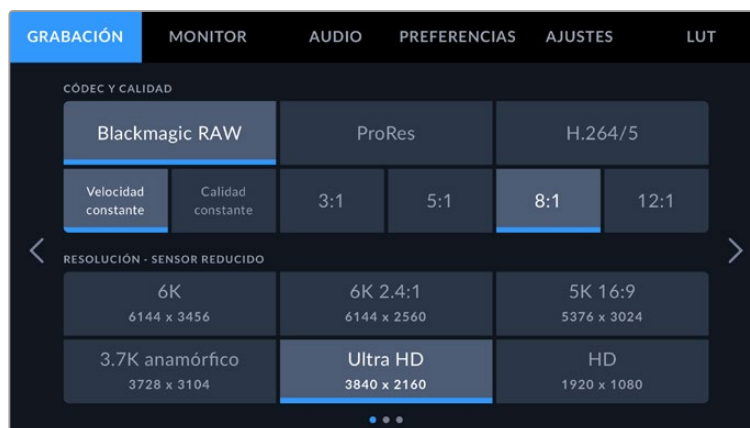 GRABACIÓN MONITOR AUDIO PREFERENCIAS AJUSTES LUT
CÓDEC Y CALIDAD
Blackmagic RAW ProRes H.264/5
Velocidad constante Calidad constante 3:1 5:1 8:1 12:1
RESOLUCIÓN - SENSOR REDUCIDO
6K 6K 2.4:1 5K 16:9
6144 x 3456 6144 x 2560 5376 x 3024
3.7K anamórfico Ultra HD HD
3728 x 3104 3840 x 2160 1920 x 1080